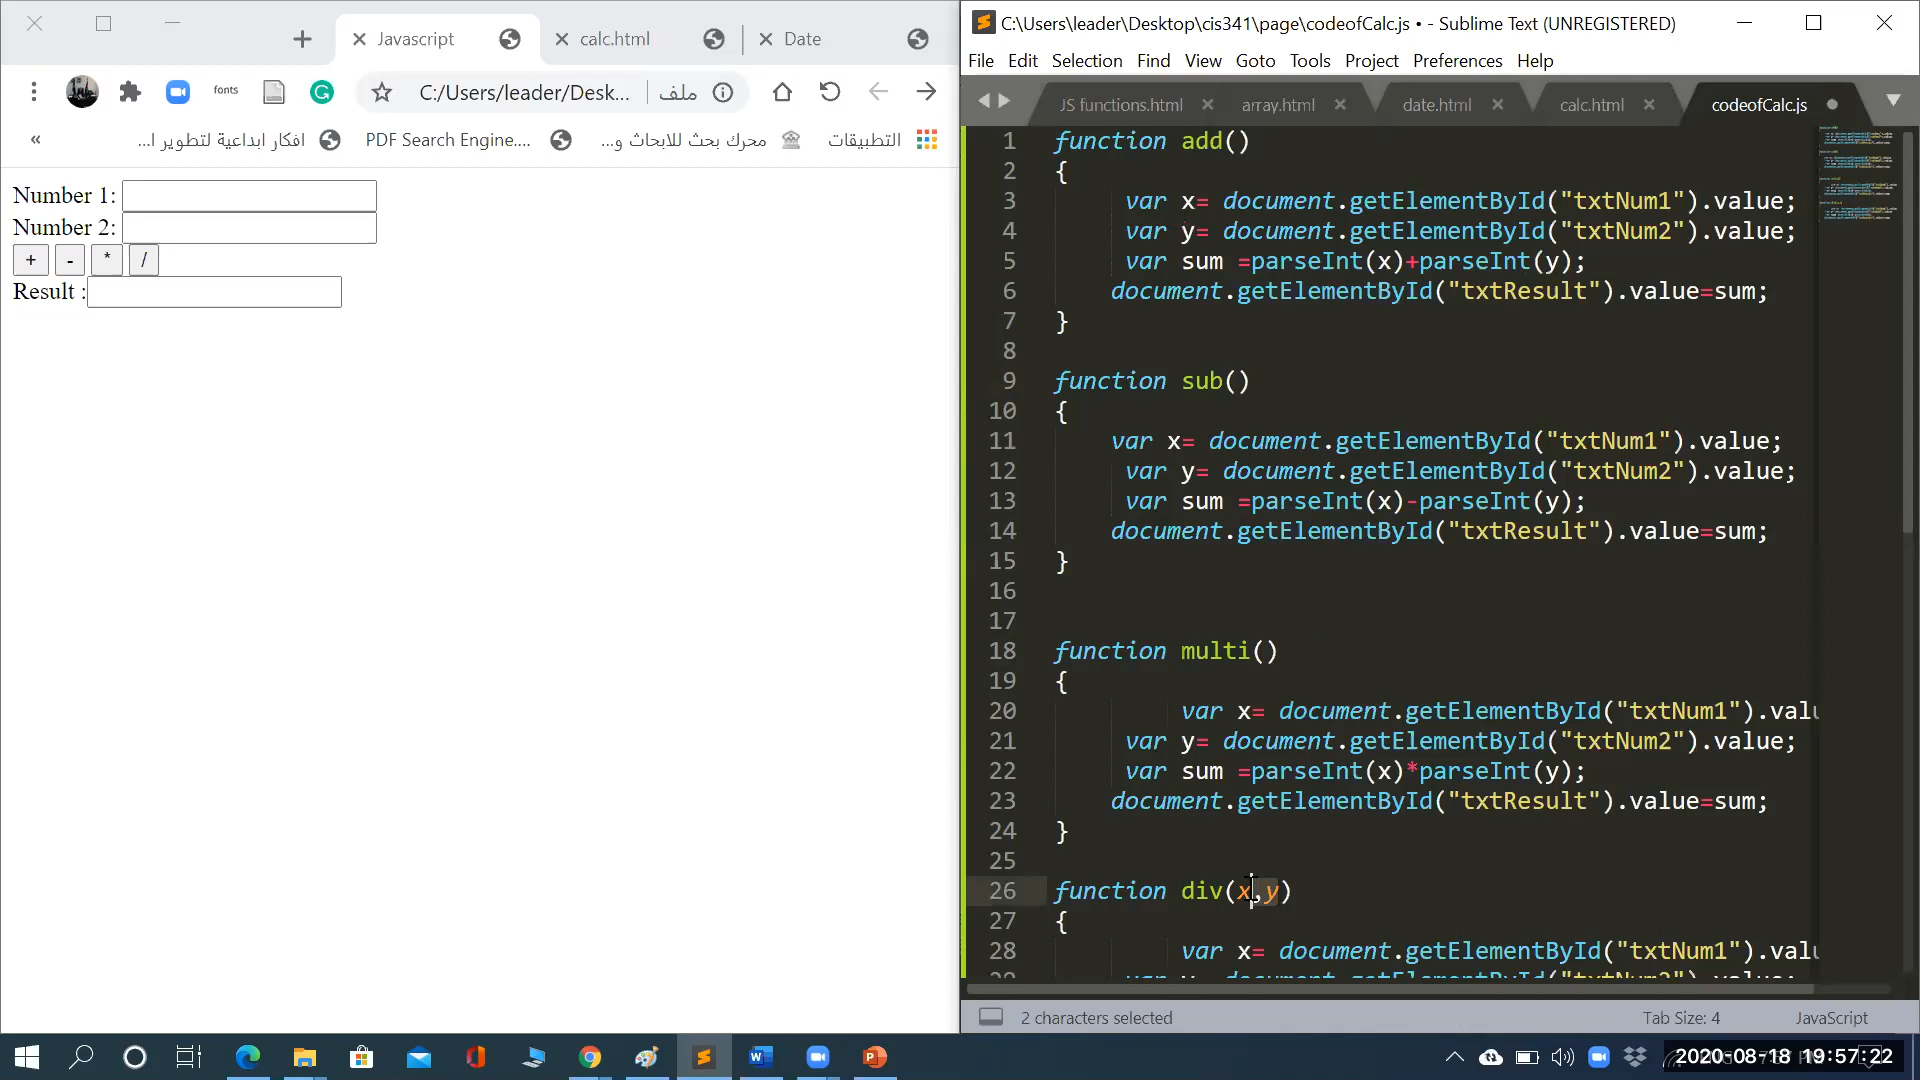 Javascript
calc.html
Date
fonts
C:/Users/leader/Desk...
ملف
افكار ابداعية لتطوير ا...
PDF Search Engine....
محرك بحث للابحاث و...
التطبيقات
Number 1:
Number 2:
+ - * /
Result :
C:\Users\leader\Desktop\cis341\page\codeofCalc.js • - Sublime Text (UNREGISTERED)
File Edit Selection Find View Goto Tools Project Preferences Help
JS functions.html array.html date.html calc.html codeofCalc.js
1 function add()
2 {
3 var x= document.getElementById("txtNum1").value;
4 var y= document.getElementById("txtNum2").value;
5 var sum =parseInt(x)+parseInt(y);
6 document.getElementById("txtResult").value=sum;
7 }
8
9 function sub()
10 {
11 var x= document.getElementById("txtNum1").value;
12 var y= document.getElementById("txtNum2").value;
13 var sum =parseInt(x)-parseInt(y);
14 document.getElementById("txtResult").value=sum;
15 }
16
17
18 function multi()
19 {
20 var x= document.getElementById("txtNum1").valu
21 var y= document.getElementById("txtNum2").value;
22 var sum =parseInt(x)*parseInt(y);
23 document.getElementById("txtResult").value=sum;
24 }
25
26 function div(x,y)
27 {
28 var x= document.getElementById("txtNum1").valu
2 characters selected
Tab Size: 4
JavaScript
2020-08-18 19:57:22